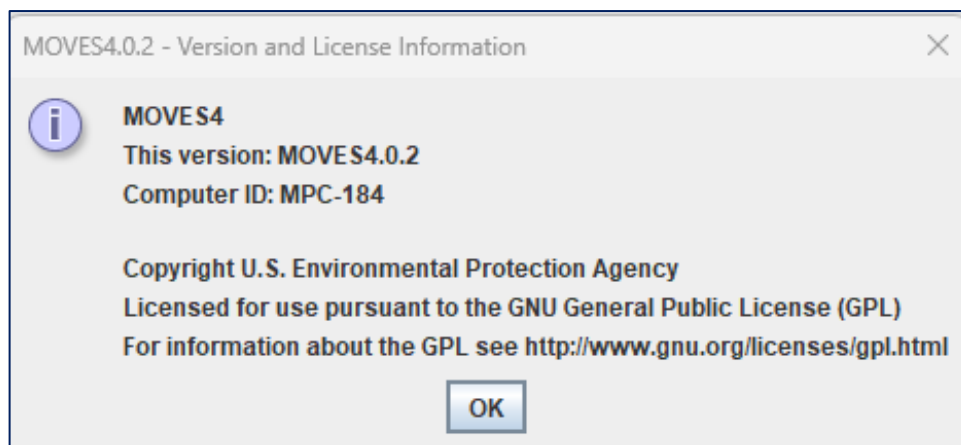 MOVES4.0.2 - Version and License Information
MOVES4
This version: MOVES4.0.2
Computer ID: MPC-184
Copyright U.S. Environmental Protection Agency
Licensed for use pursuant to the GNU General Public License (GPL)
For information about the GPL see http://www.gnu.org/licenses/gpl.html
OK